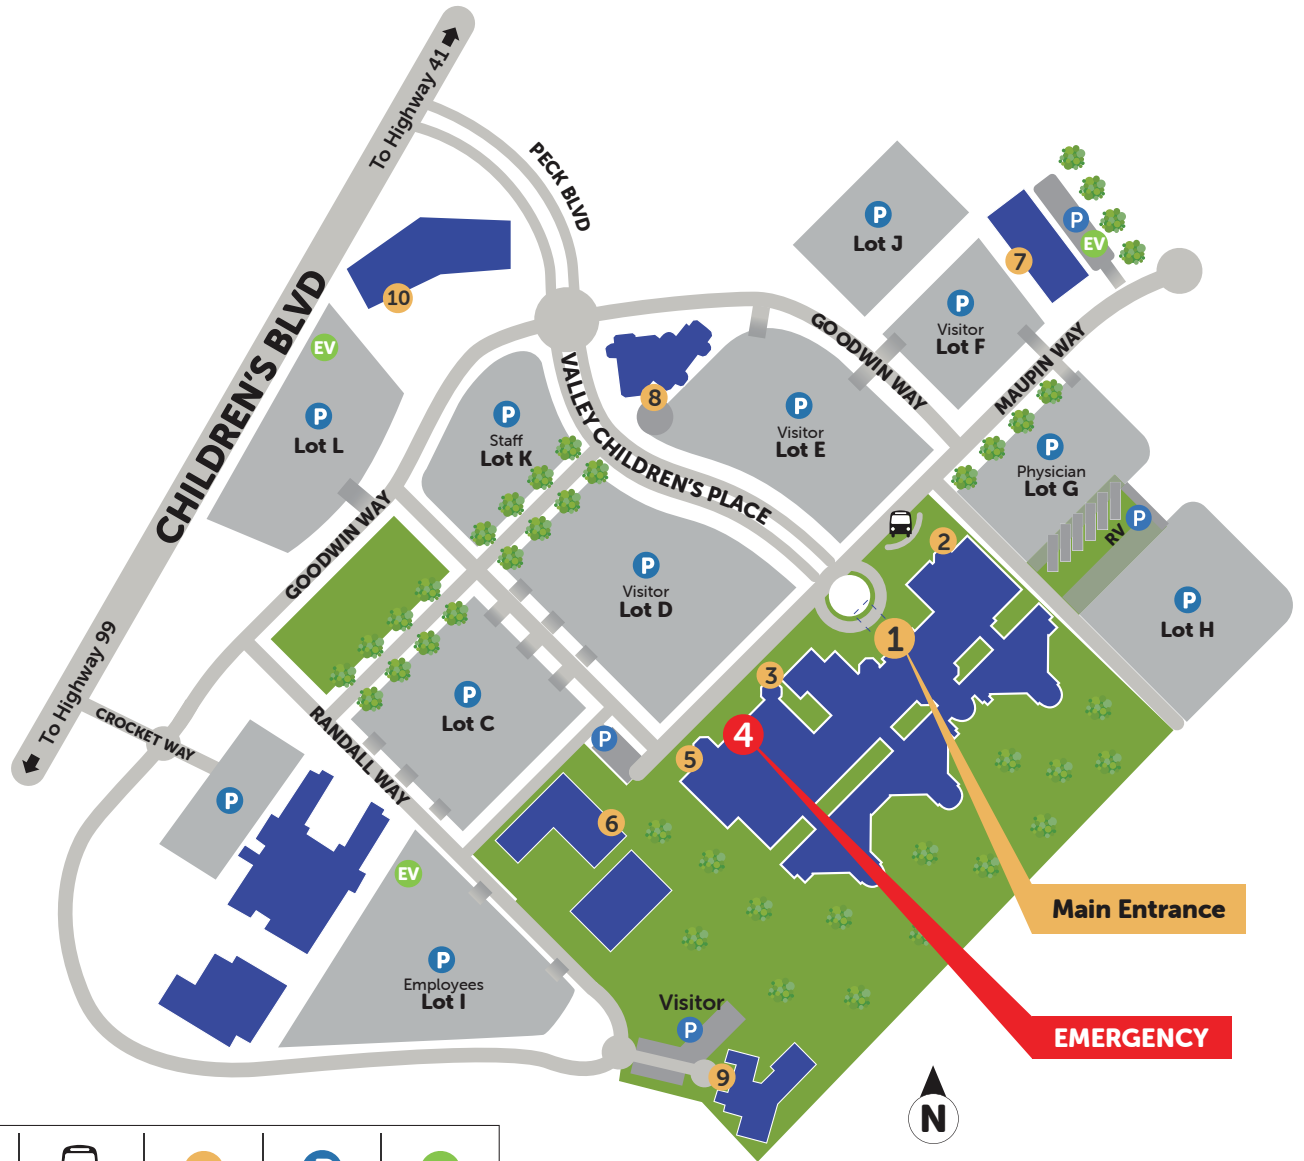 To Highway 41
PECK BLVD
P
Lot J
P
EV
7
10
P
Visitor
Lot F
GOODWIN WAY
MAUPIN WAY
EV
CHILDREN'S BLVD
VALLEY CHILDREN'S PLACE
8
P
Lot L
P
Staff
Lot K
P
Visitor
Lot E
P
Physician
Lot G
RV
P
GOODWIN WAY
2
P
Visitor
Lot D
P
Lot H
1
To Highway 99
3
P
Lot C
CROCKET WAY
RANDALL WAY
P
4
5
P
6
EV
Main Entrance
P
Employees
Lot I
Visitor
P
EMERGENCY
9
N